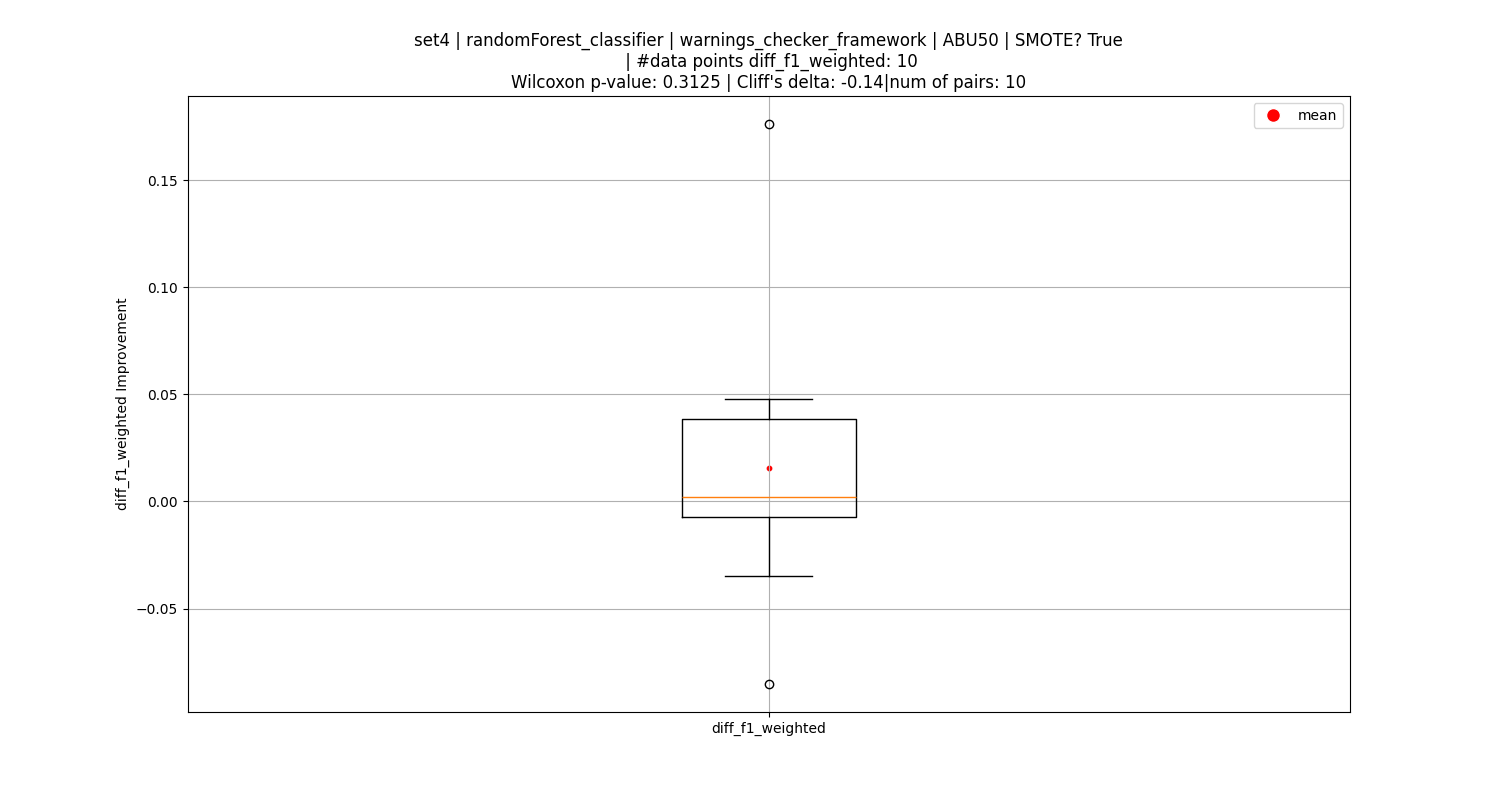 set4 | randomForest_classifier | warnings_checker_framework | ABU50 | SMOTE? True
| #data points diff_f1_weighted: 10
Wilcoxon p-value: 0.3125 | Cliff's delta: -0.14|num of pairs: 10
mean
0.15
0.10
0.05
0.00
−0.05
diff_f1_weighted Improvement
diff_f1_weighted